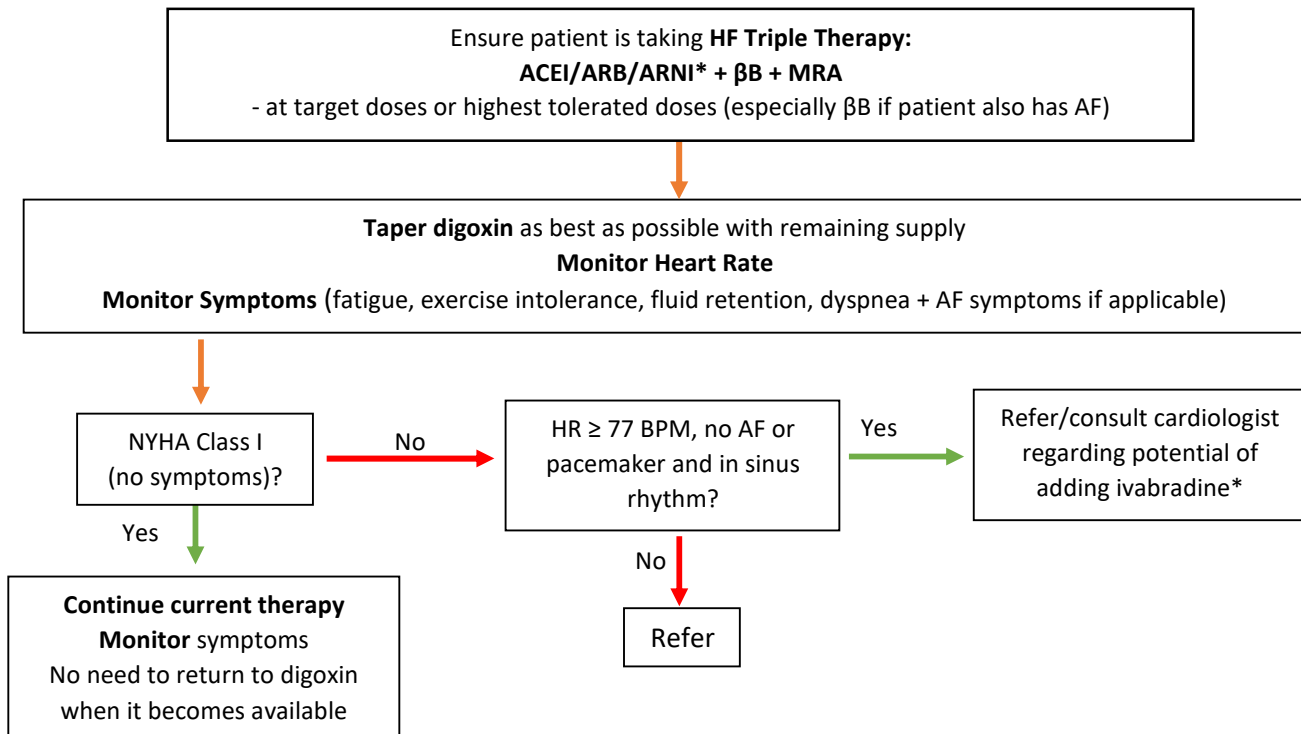 Ensure patient is taking HF Triple Therapy:
ACEI/ARB/ARNI* + βB + MRA
- at target doses or highest tolerated doses (especially βB if patient also has AF)
Taper digoxin as best as possible with remaining supply
Monitor Heart Rate
Monitor Symptoms (fatigue, exercise intolerance, fluid retention, dyspnea + AF symptoms if applicable)
NYHA Class I
(no symptoms)?
No
HR ≥ 77 BPM, no AF or
pacemaker and in sinus
rhythm?
Yes
Refer/consult cardiologist
regarding potential of
adding ivabradine*
Yes
No
Continue current therapy
Monitor symptoms
No need to return to digoxin
when it becomes available
Refer